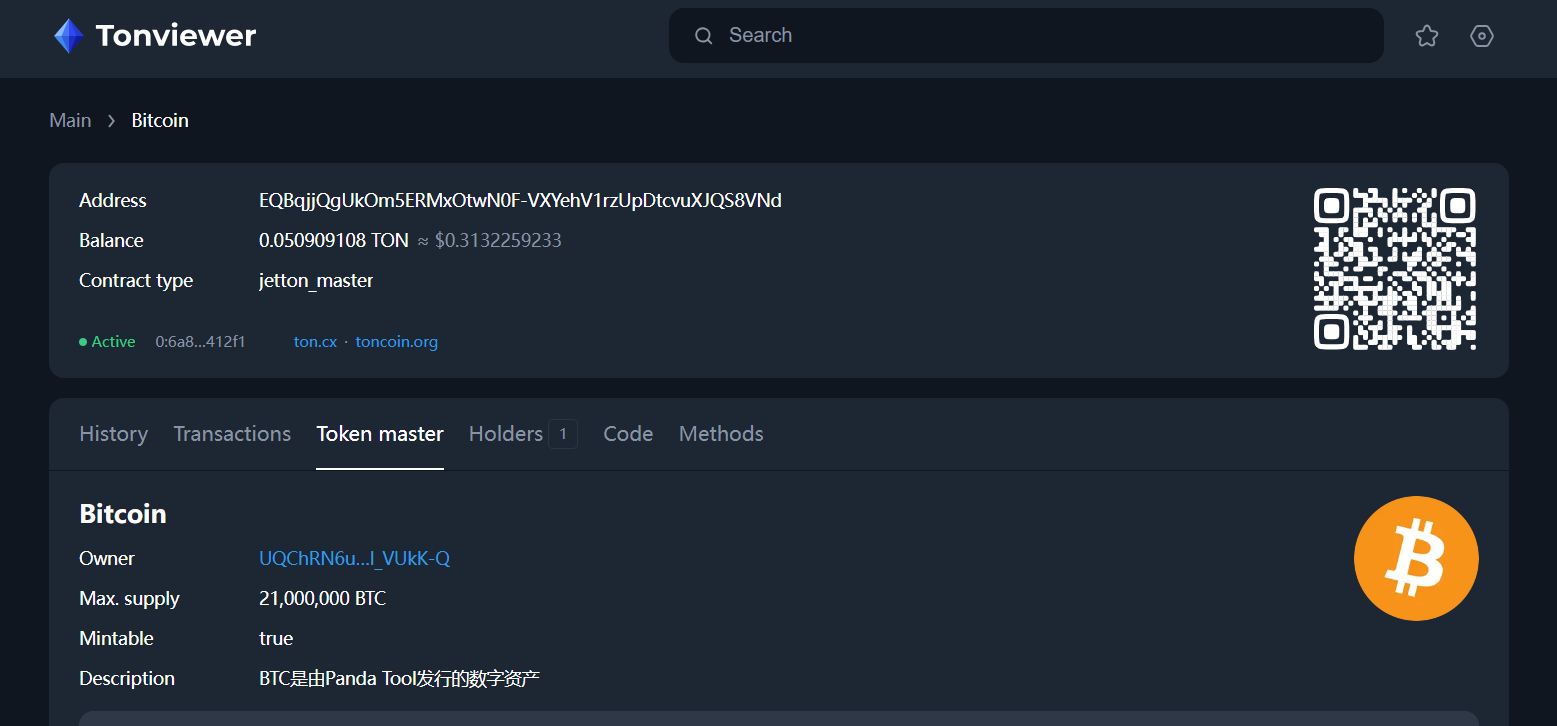 Tonviewer
Search
Main > Bitcoin
Address EQBqjjQgUkOm5ERMxOtwN0F-VXYehV1rzUpDtcvuXJQS8VNd
Balance 0.050909108 TON ≈ $0.3132259233
Contract type jetton_master
Active 0:6a8...412f1 ton.cx · toncoin.org
History Transactions Token master Holders 1 Code Methods
Bitcoin
Owner UQChRN6u...I_VUkK-Q
Max. supply 21,000,000 BTC
Mintable true
Description BTC是由Panda Tool发行的数字资产